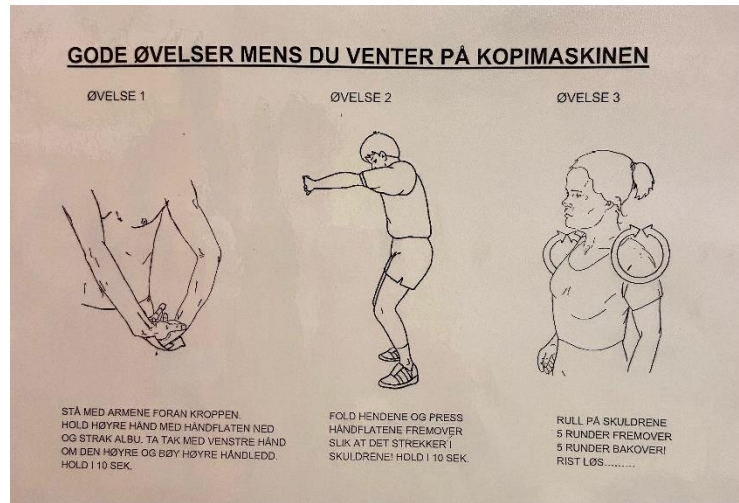 GODE ØVELSER MENS DU VENTER PÅ KOPIMASKINEN
ØVELSE 1
ØVELSE 2
ØVELSE 3
STÅ MED ARMENE FORAN KROPPEN.
HOLD HØYRE HÅND MED HÅNDFLATEN NED
OG STRAK ALBU. TA TAK MED VENSTRE HÅND
OM DEN HØYRE OG BØY HØYRE HÅNDLEDD.
HOLD I 10 SEK.
FOLD HENDENE OG PRESS
HÅNDFLATENE FREMOVER
SLIK AT DET STREKKER I
SKULDRENE! HOLD I 10 SEK.
RULL PÅ SKULDRENE
5 RUNDER FREMOVER
5 RUNDER BAKOVER!
RIST LØS.........